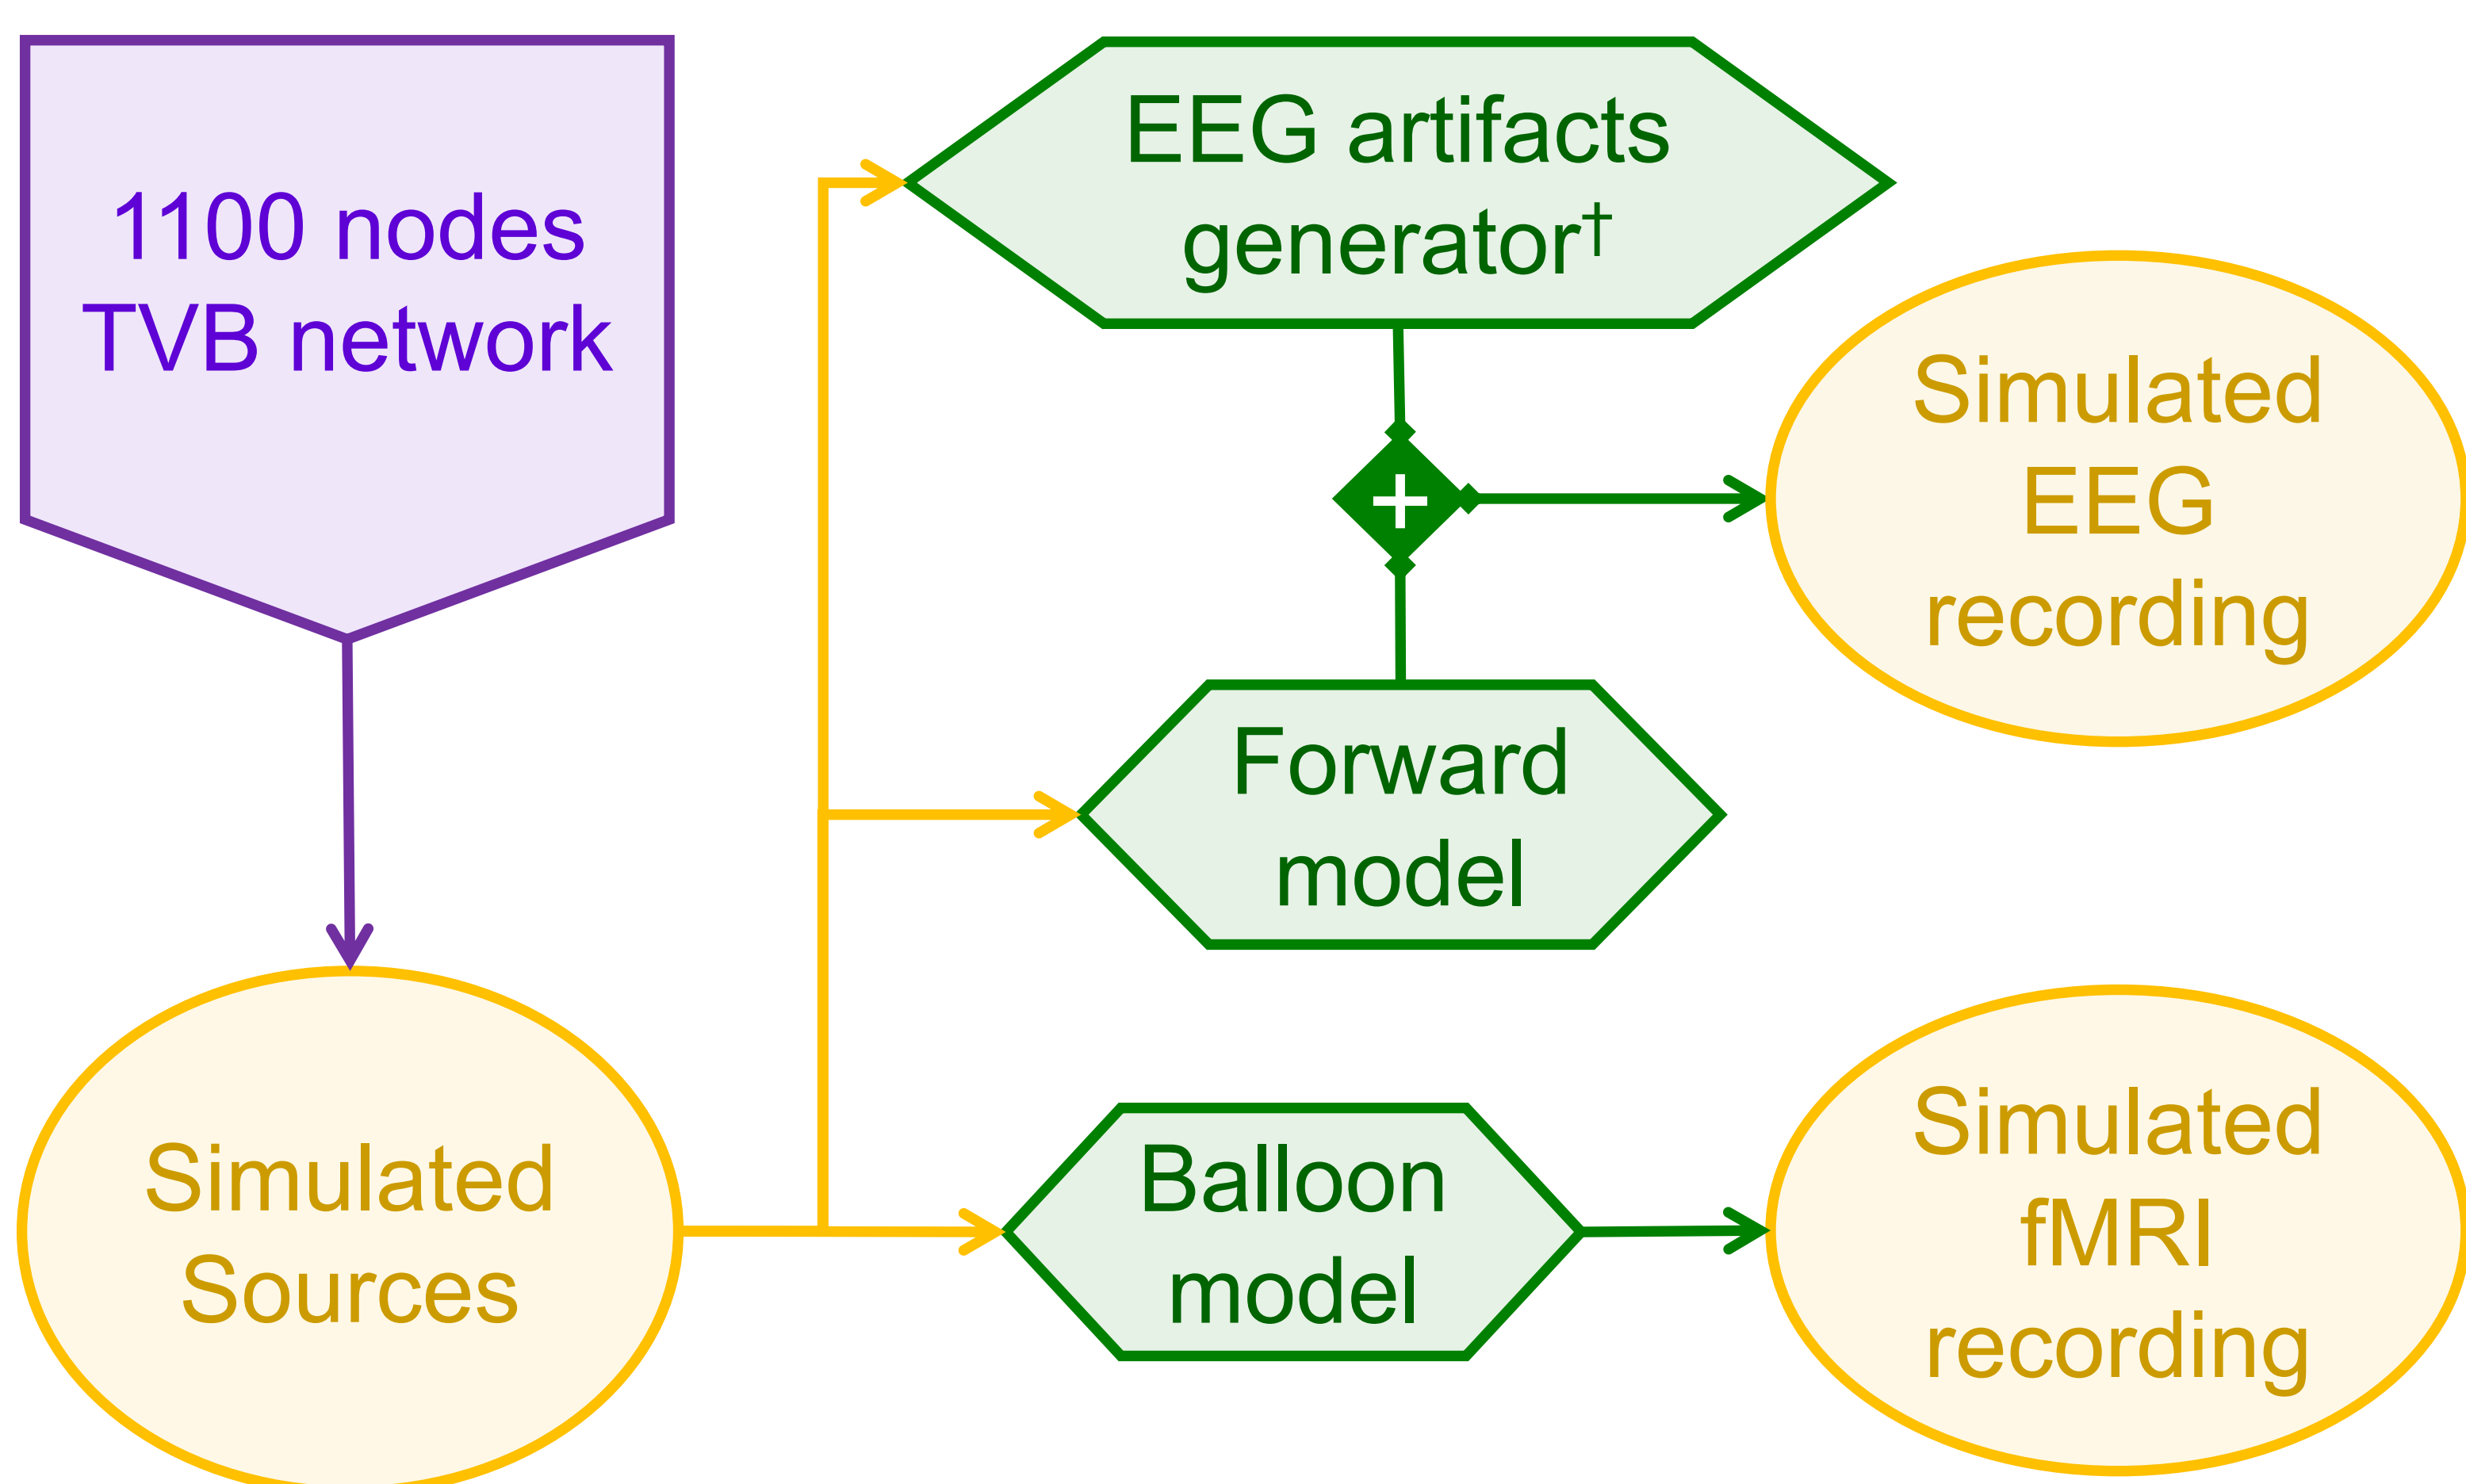 1100 nodes
TVB network
EEG artifacts
generator†
+
Simulated
EEG
recording
Forward
model
Simulated
Sources
Balloon
model
Simulated
fMRI
recording